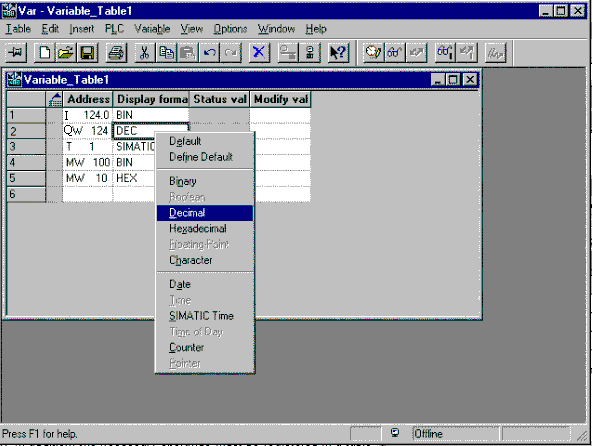 Var - Variable_Table1
Table Edit Insert PLC Variable View Options Window Help
Variable_Table1
Address Display forma Status val Modify val
1 I 124.0 BIN
2 QW 124 DEC
3 T 1 SIMATIC
4 MW 100 BIN
5 MW 10 HEX
6
Default
Define Default
Binary
Boolean
Decimal
Hexadecimal
Floating-Point
Character
Date
Time
SIMATIC Time
Time of Day
Counter
Pointer
Press F1 for help.
Offline